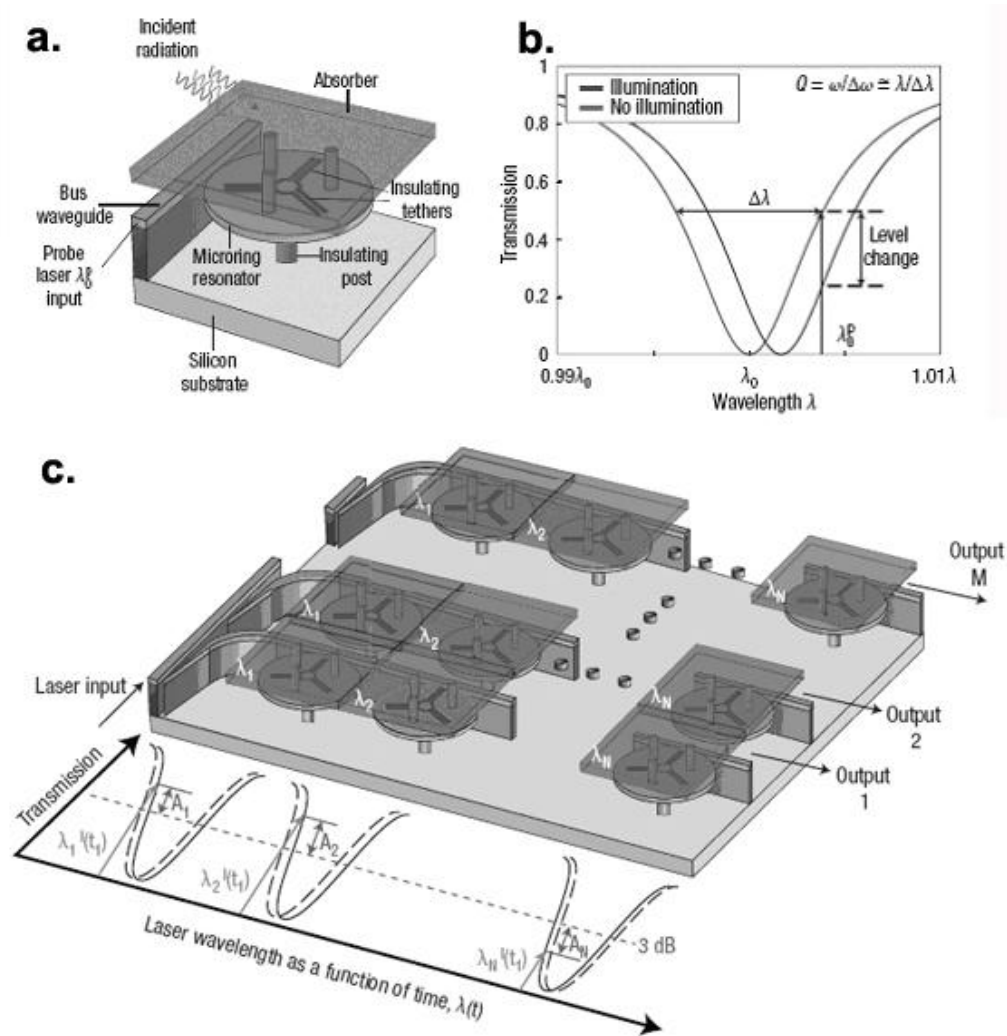 a.
Incident
radiation
Absorber
Bus
waveguide
Probe
laser λ₀ᵖ
input
Microring
resonator
Insulating
tethers
Insulating
post
Silicon
substrate
b.
Illumination
No illumination
Q = ω/Δω ≅ λ/Δλ
Transmission
1
0.8
0.6
0.4
0.2
0
Δλ
Level
change
λ₀ᵖ
0.99λ₀
λ₀
1.01λ
Wavelength λ
c.
λ₁
λ₂
λ₁
λ₂
λ₁
λ₂
λN
λN
λN
Output
M
Output
2
Output
1
Laser input
Transmission
A₁
A₂
AN
λ₁ˡ(t₁)
λ₂ˡ(t₁)
λNˡ(t₁)
3 dB
Laser wavelength as a function of time, λ(t)